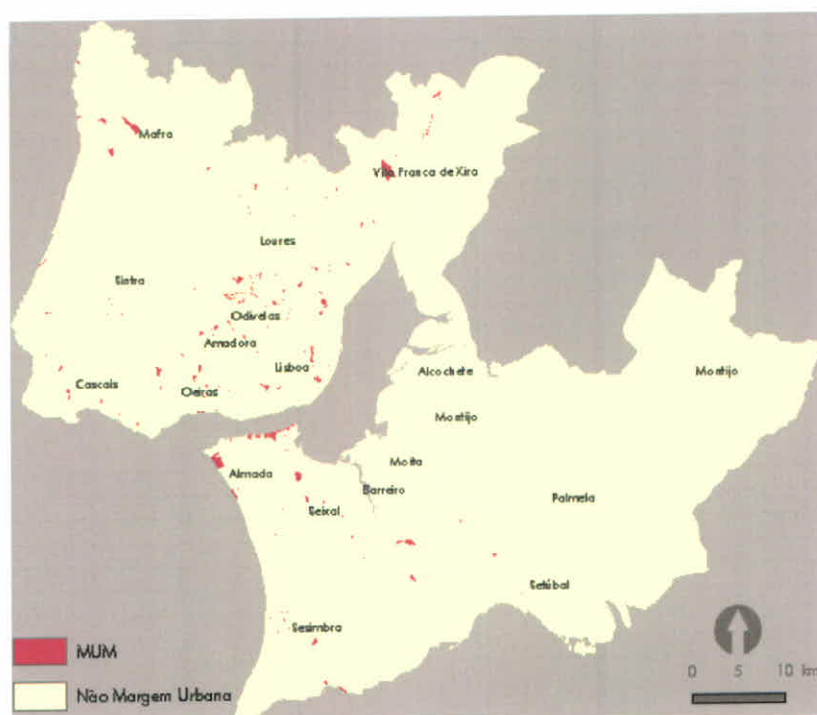 Mafra
Vila Franca de Xira
Loures
Sintra
Odivelas
Amadora
Lisboa
Cascais
Oeiras
Alcochete
Montijo
Montijo
Moita
Almada
Barreiro
Seixal
Palmela
Setúbal
Sesimbra
MUM
Não Margem Urbana
0 5 10 km